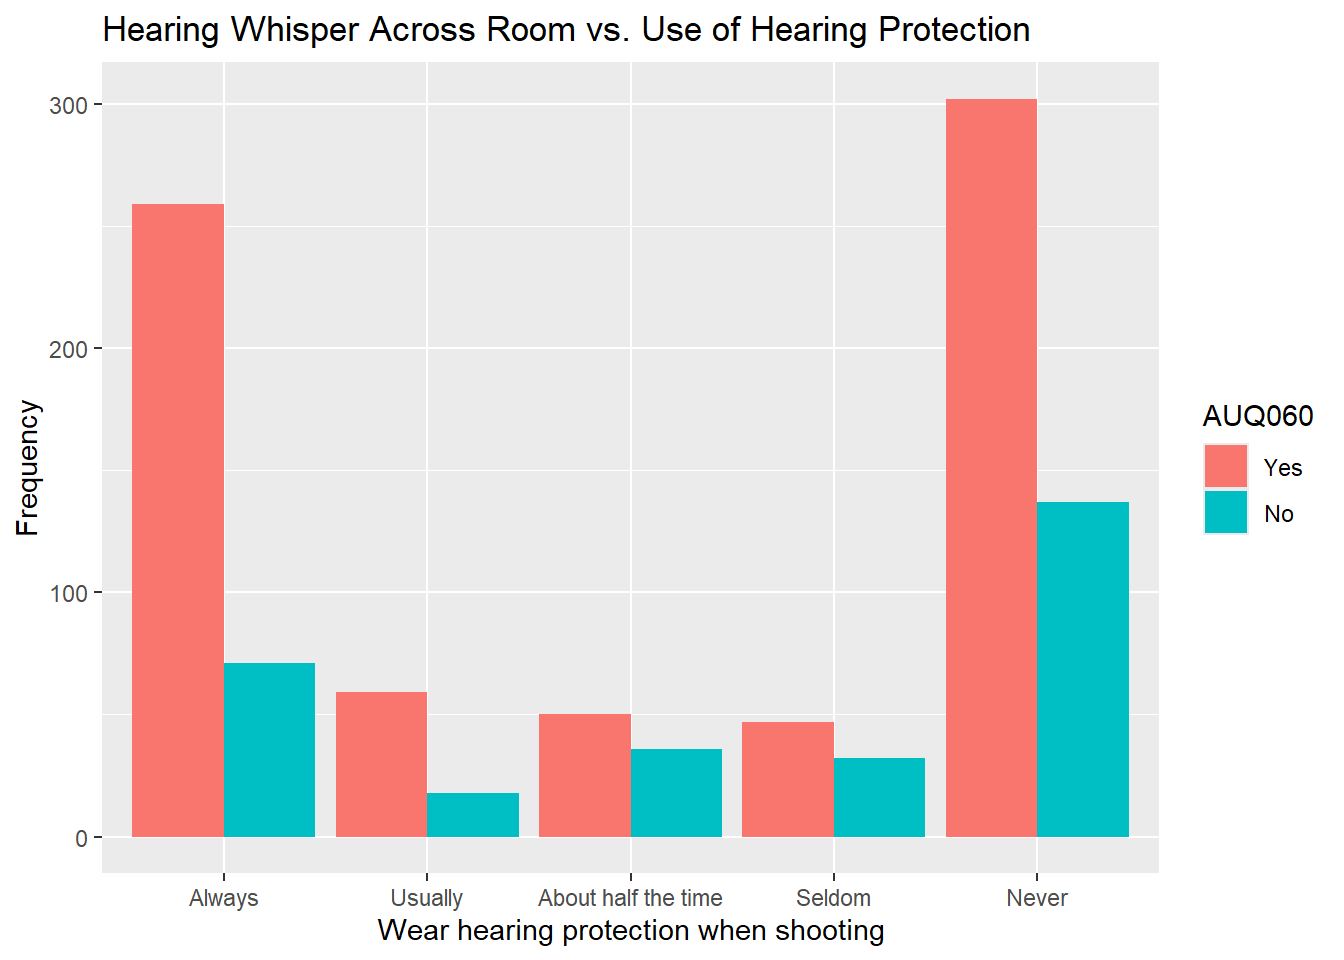 Hearing Whisper Across Room vs. Use of Hearing Protection
Frequency
300
200
100
0
Always Usually About half the time Seldom Never
Wear hearing protection when shooting
AUQ060
Yes
No